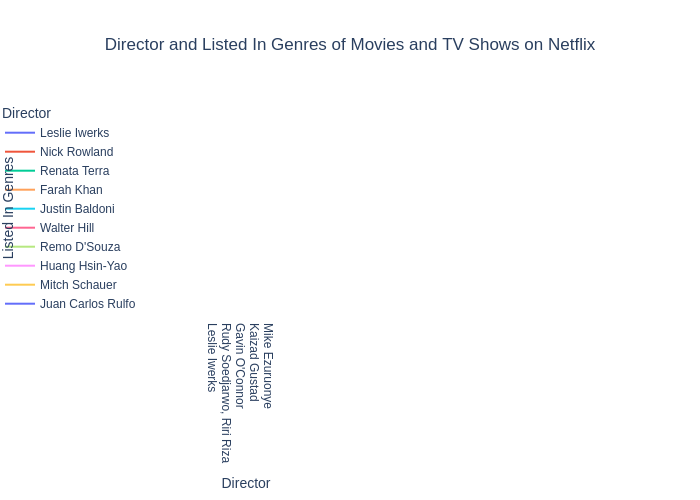 Director and Listed In Genres of Movies and TV Shows on Netflix
Director
Leslie Iwerks
Nick Rowland
Renata Terra
Farah Khan
Justin Baldoni
Walter Hill
Remo D'Souza
Huang Hsin-Yao
Mitch Schauer
Juan Carlos Rulfo
Listed In Genres
Leslie Iwerks
Rudy Soedjarwo, Riri Riza
Gavin O'Connor
Kaizad Gustad
Mike Ezuruonye
Director